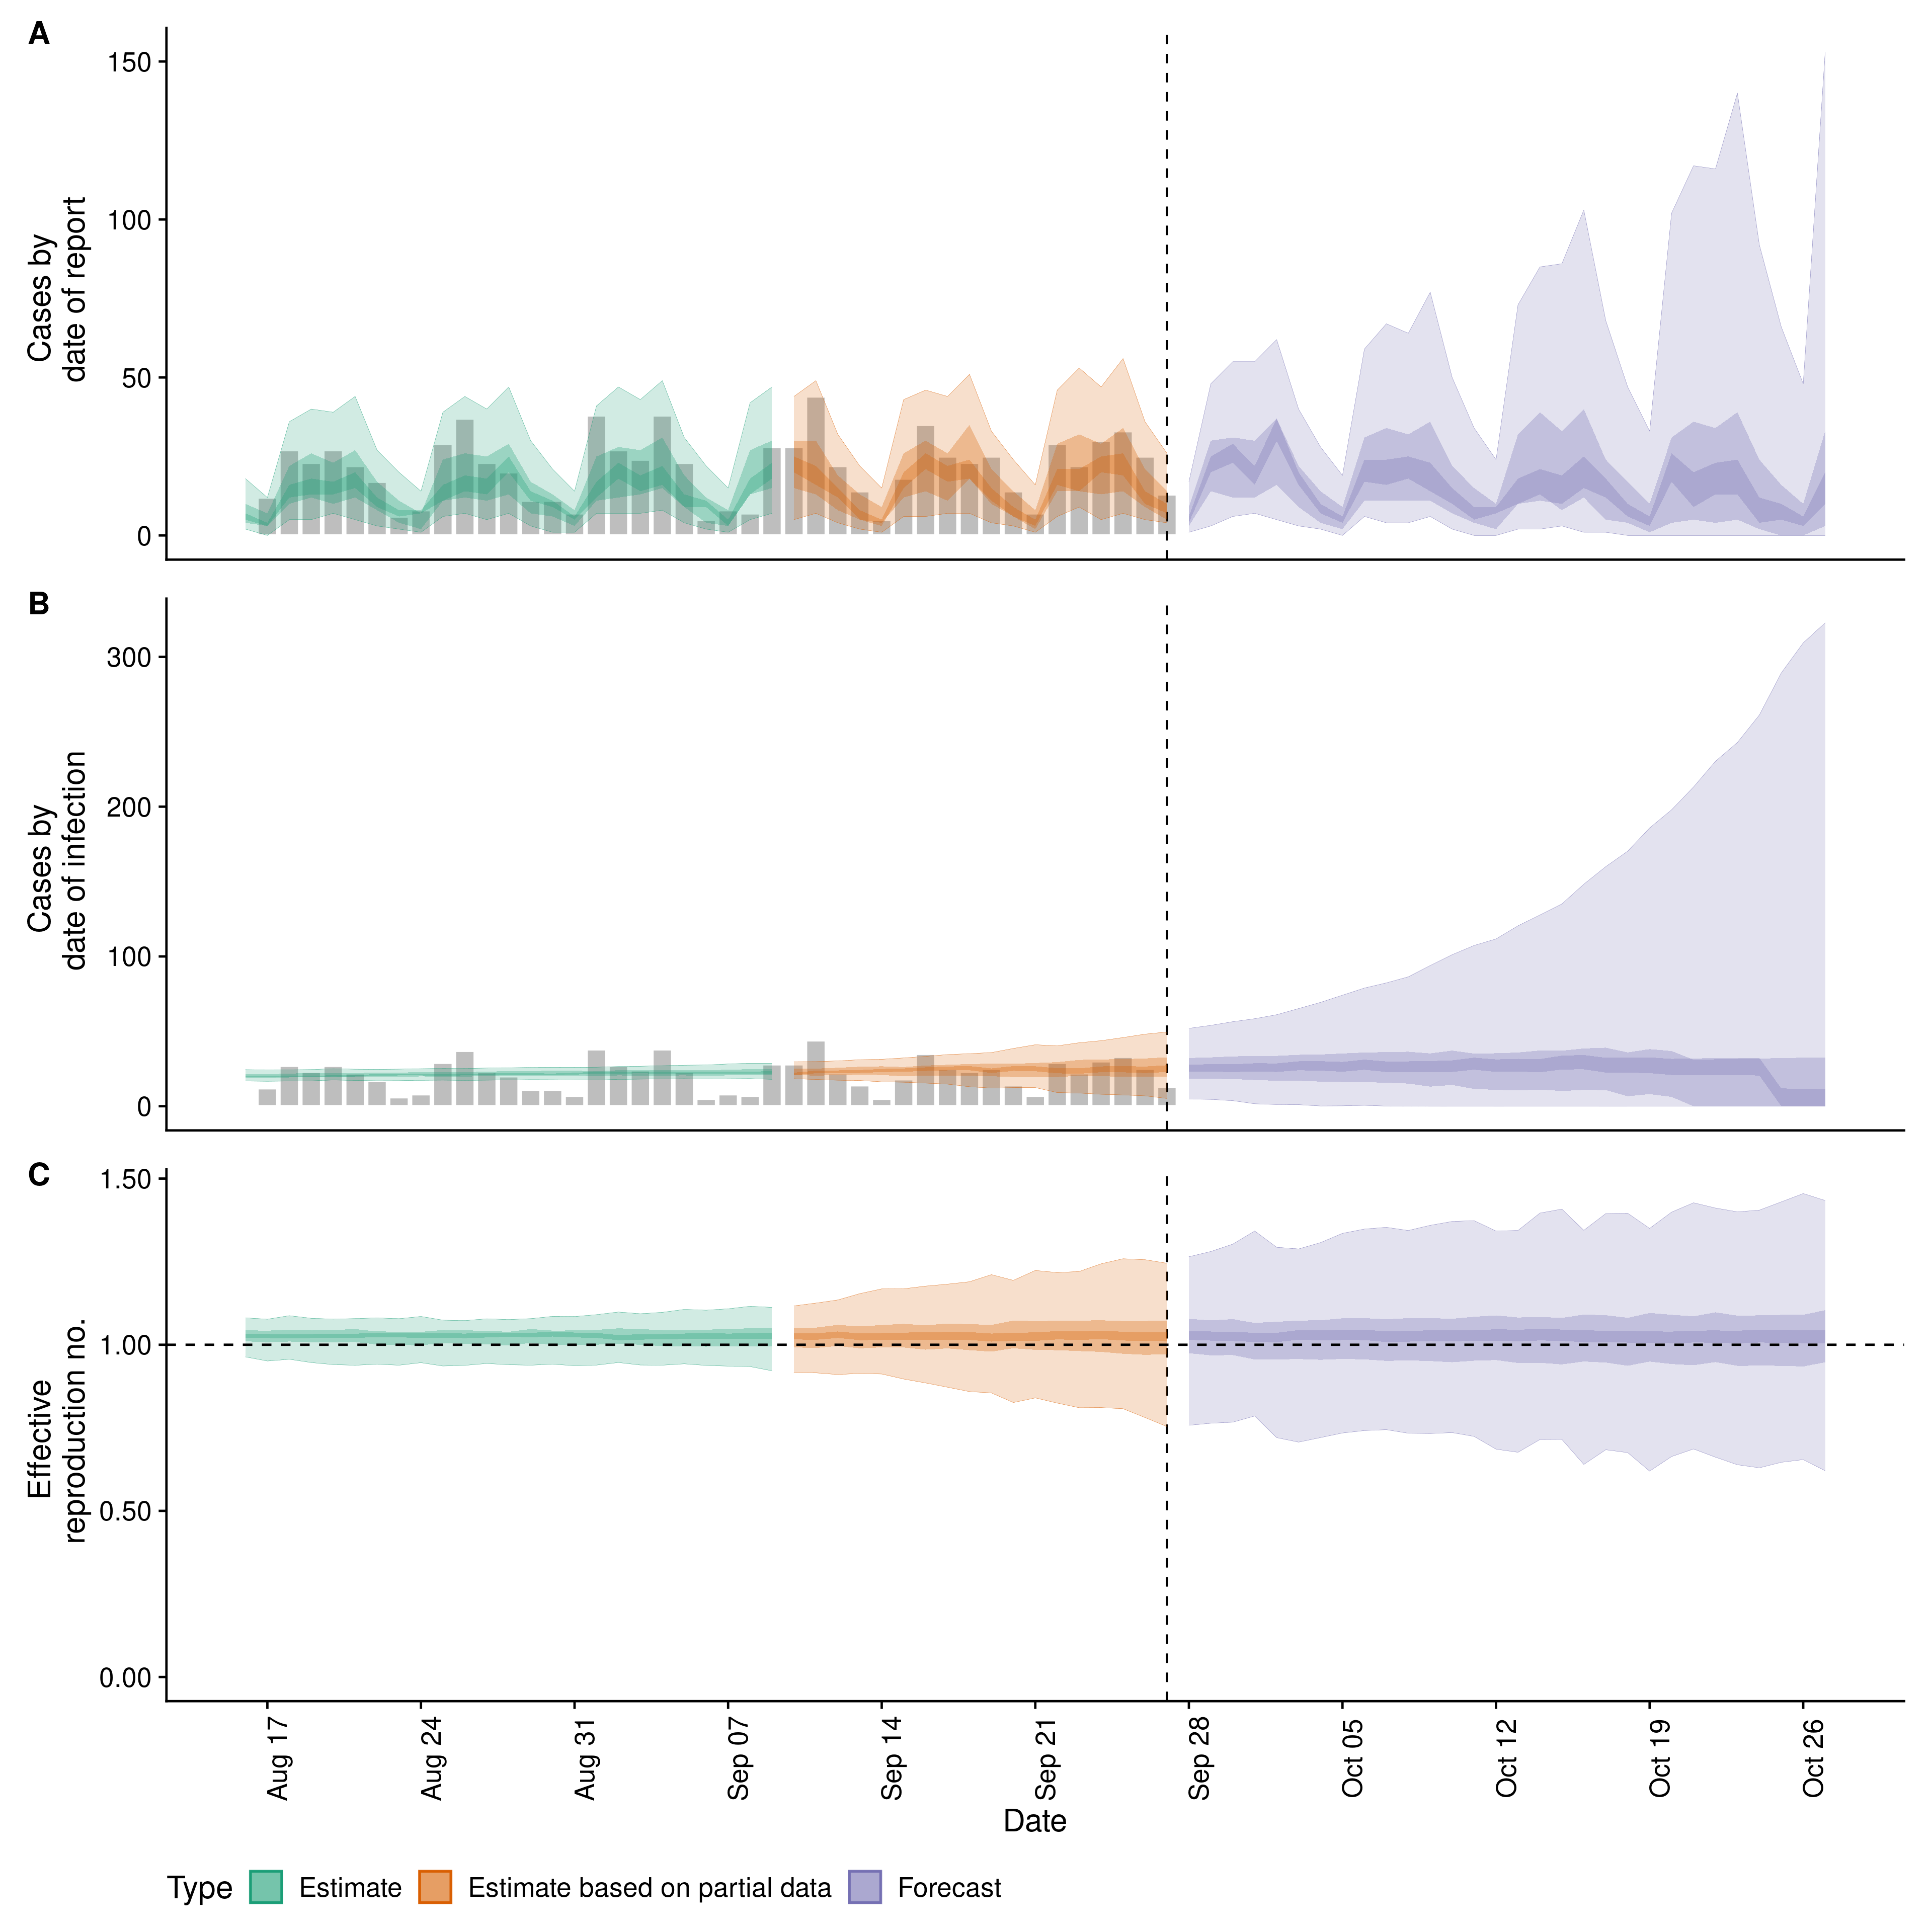 A
150
100
50
0
Cases by
date of report
B
300
200
100
0
Cases by
date of infection
C
1.50
1.00
0.50
0.00
Effective
reproduction no.
Aug 17
Aug 24
Aug 31
Sep 07
Sep 14
Sep 21
Sep 28
Oct 05
Oct 12
Oct 19
Oct 26
Date
Type Estimate Estimate based on partial data Forecast